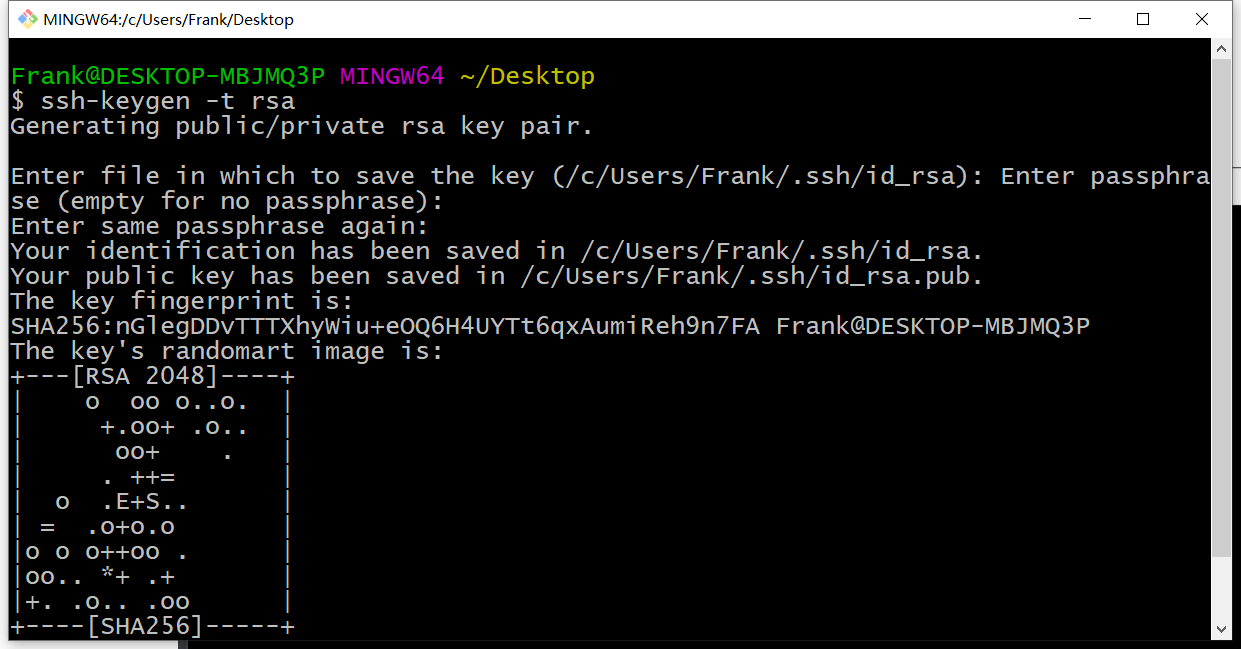 MINGW64:/c/Users/Frank/Desktop
Frank@DESKTOP-MBJMQ3P MINGW64 ~/Desktop
$ ssh-keygen -t rsa
Generating public/private rsa key pair.
Enter file in which to save the key (/c/Users/Frank/.ssh/id_rsa): Enter passphra
se (empty for no passphrase):
Enter same passphrase again:
Your identification has been saved in /c/Users/Frank/.ssh/id_rsa.
Your public key has been saved in /c/Users/Frank/.ssh/id_rsa.pub.
The key fingerprint is:
SHA256:nGlegDDvTTTXhyWiu+eOQ6H4UYTt6qxAumiReh9n7FA Frank@DESKTOP-MBJMQ3P
The key's randomart image is:
+---[RSA 2048]----+
|    o  oo o..o.  |
|     +.oo+ .o..  |
|      oo+    .   |
|     . ++=       |
|  o  .E+S..      |
| =  .o+o.o       |
|o o o++oo .      |
|oo.. *+ .+       |
|+. .o.. .oo      |
+----[SHA256]-----+